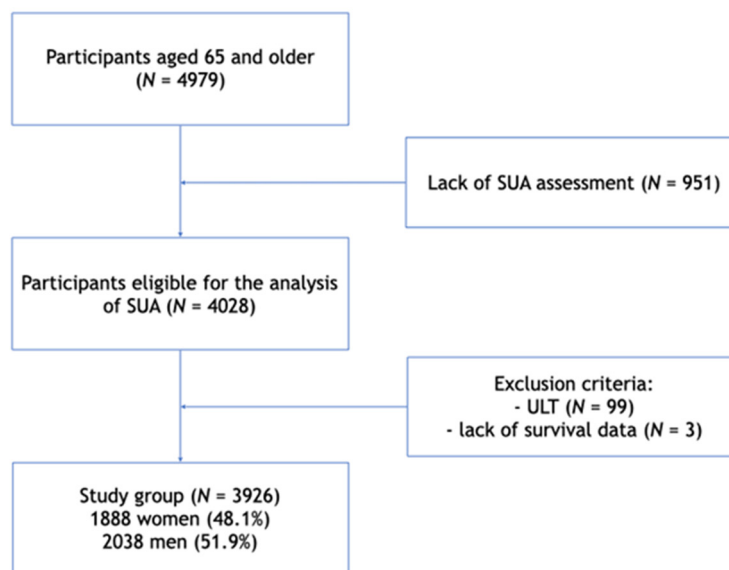 Participants aged 65 and older
(N = 4979)
Lack of SUA assessment (N = 951)
Participants eligible for the analysis
of SUA (N = 4028)
Exclusion criteria:
- ULT (N = 99)
- lack of survival data (N = 3)
Study group (N = 3926)
1888 women (48.1%)
2038 men (51.9%)